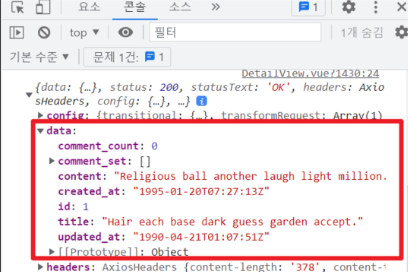 요소 콘솔 소스 » 1
top ▼ 필터 1개 숨김
기본 수준 ▼ 문제 1건: 1
DetailView.vue?1430:24
{data: {…}, status: 200, statusText: 'OK', headers: Axio
sHeaders, config: {…}, …} i
▶ config: {transitional: {…}, transformRequest: Array(1)
▼ data:
comment_count: 0
▶ comment_set: []
content: "Religious ball another laugh light million.
created_at: "1995-01-20T07:27:13Z"
id: 1
title: "Hair each base dark guess garden accept."
updated_at: "1990-04-21T01:07:51Z"
▶ [[Prototype]]: Object
▶ headers: AxiosHeaders {content-length: '378', content-t